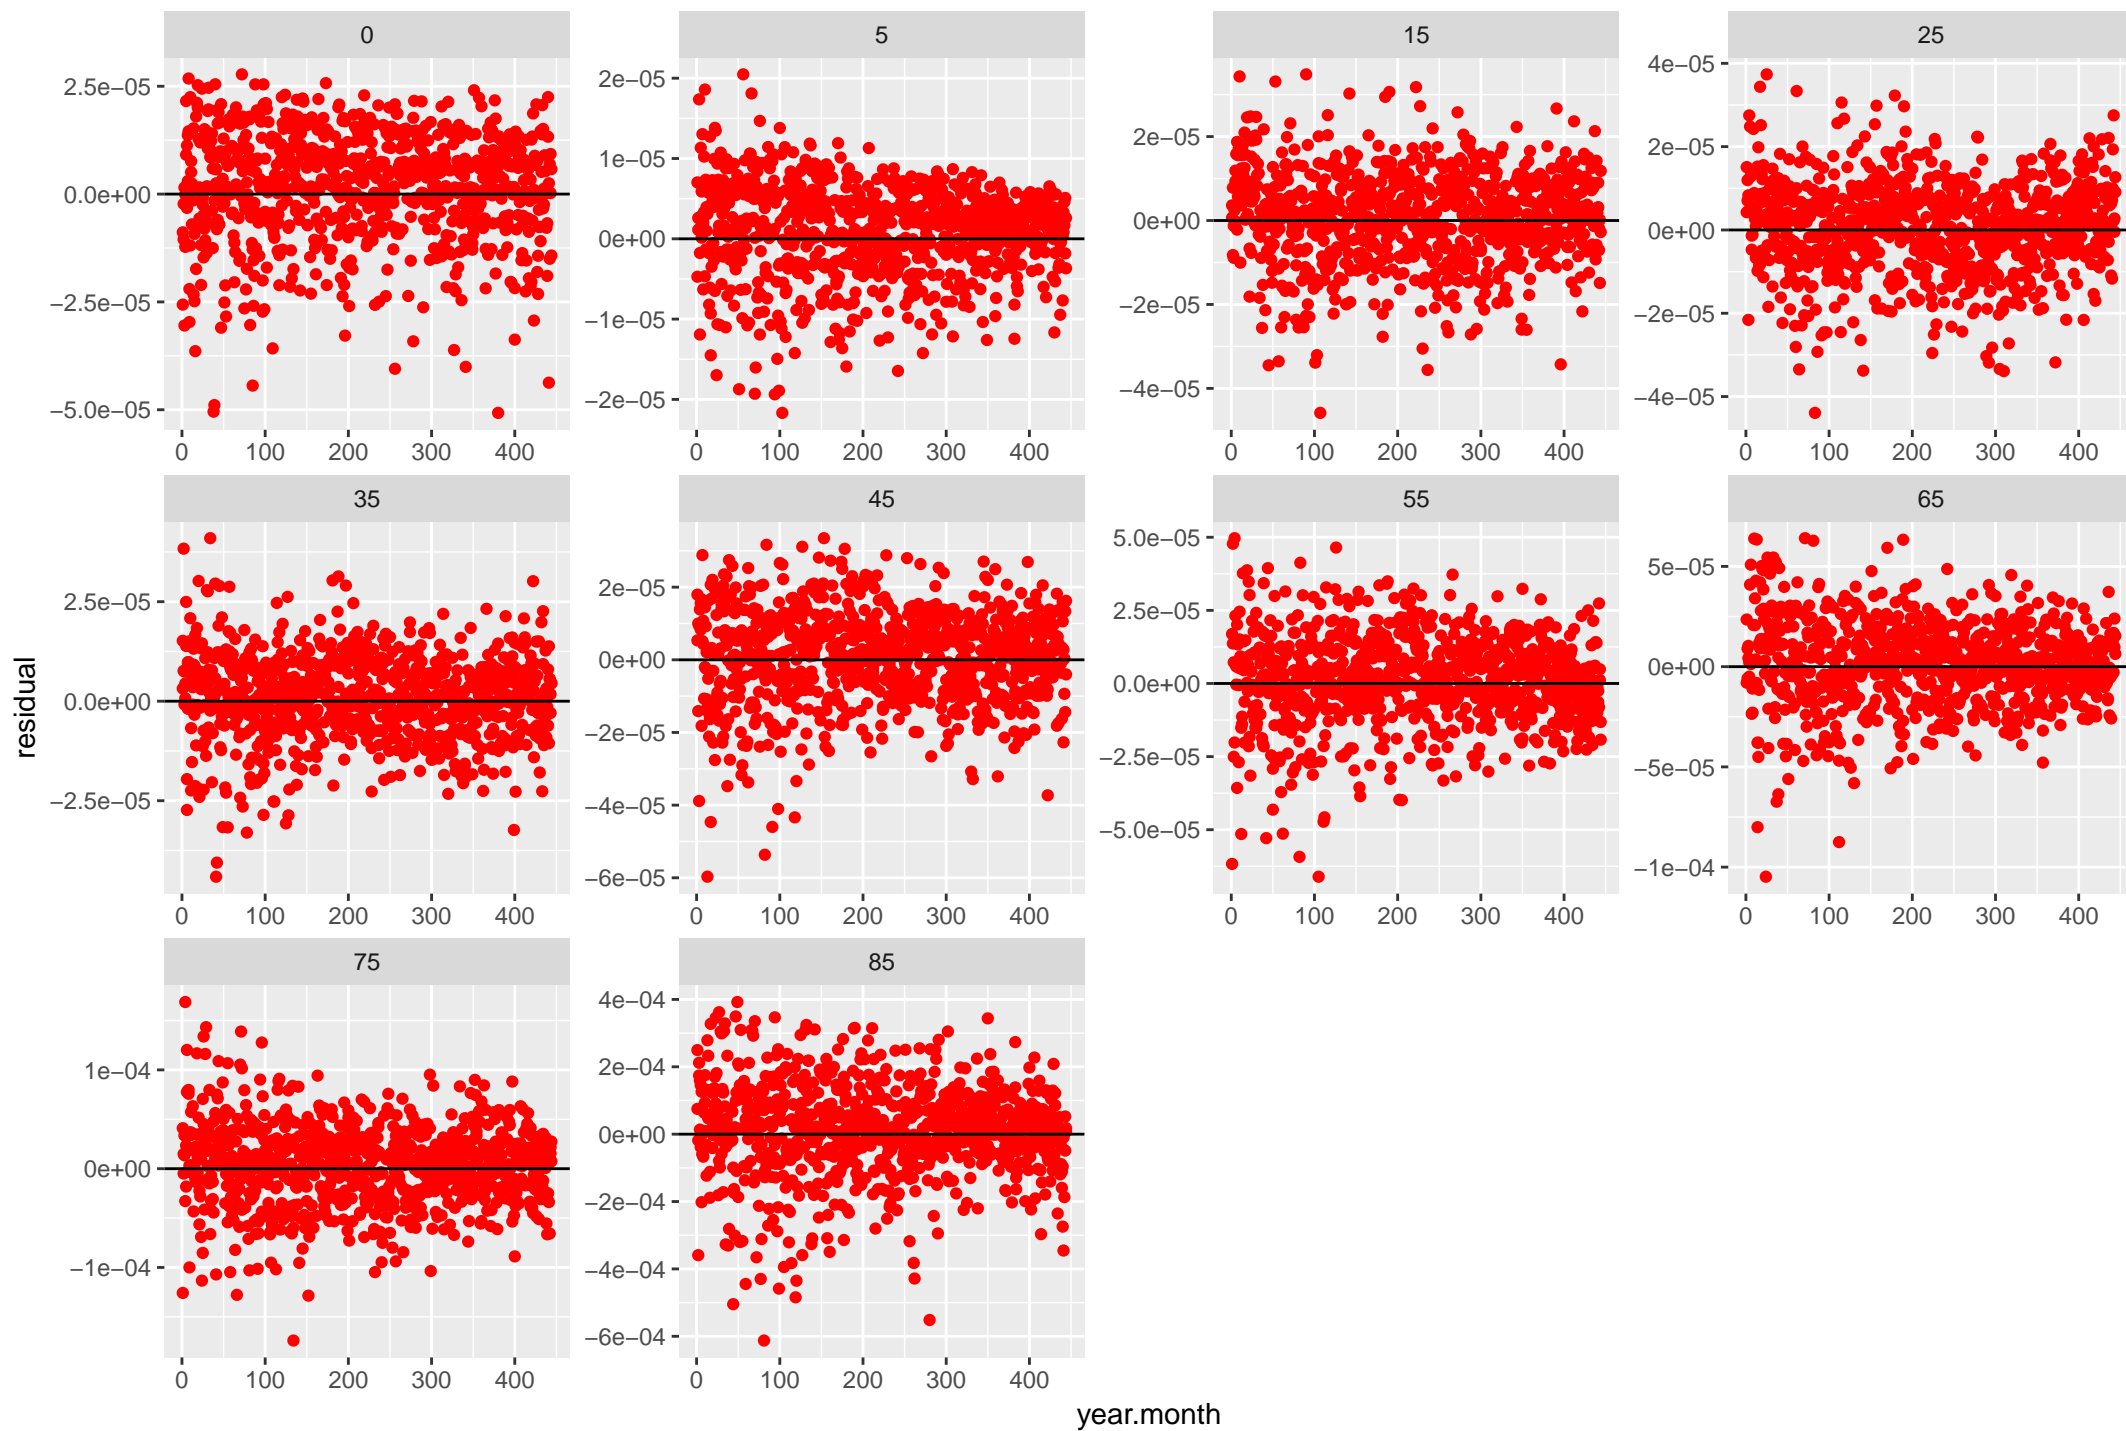 0 5 15 25
2.5e−05
0.0e+00
−2.5e−05
−5.0e−05
0 100 200 300 400
2e−05
1e−05
0e+00
−1e−05
−2e−05
0 100 200 300 400
2e−05
0e+00
−2e−05
−4e−05
0 100 200 300 400
4e−05
2e−05
0e+00
−2e−05
−4e−05
0 100 200 300 400
35 45 55 65
residual
2.5e−05
0.0e+00
−2.5e−05
0 100 200 300 400
2e−05
0e+00
−2e−05
−4e−05
−6e−05
0 100 200 300 400
5.0e−05
2.5e−05
0.0e+00
−2.5e−05
−5.0e−05
0 100 200 300 400
5e−05
0e+00
−5e−05
−1e−04
0 100 200 300 400
75 85
1e−04
0e+00
−1e−04
0 100 200 300 400
4e−04
2e−04
0e+00
−2e−04
−4e−04
−6e−04
0 100 200 300 400
year.month